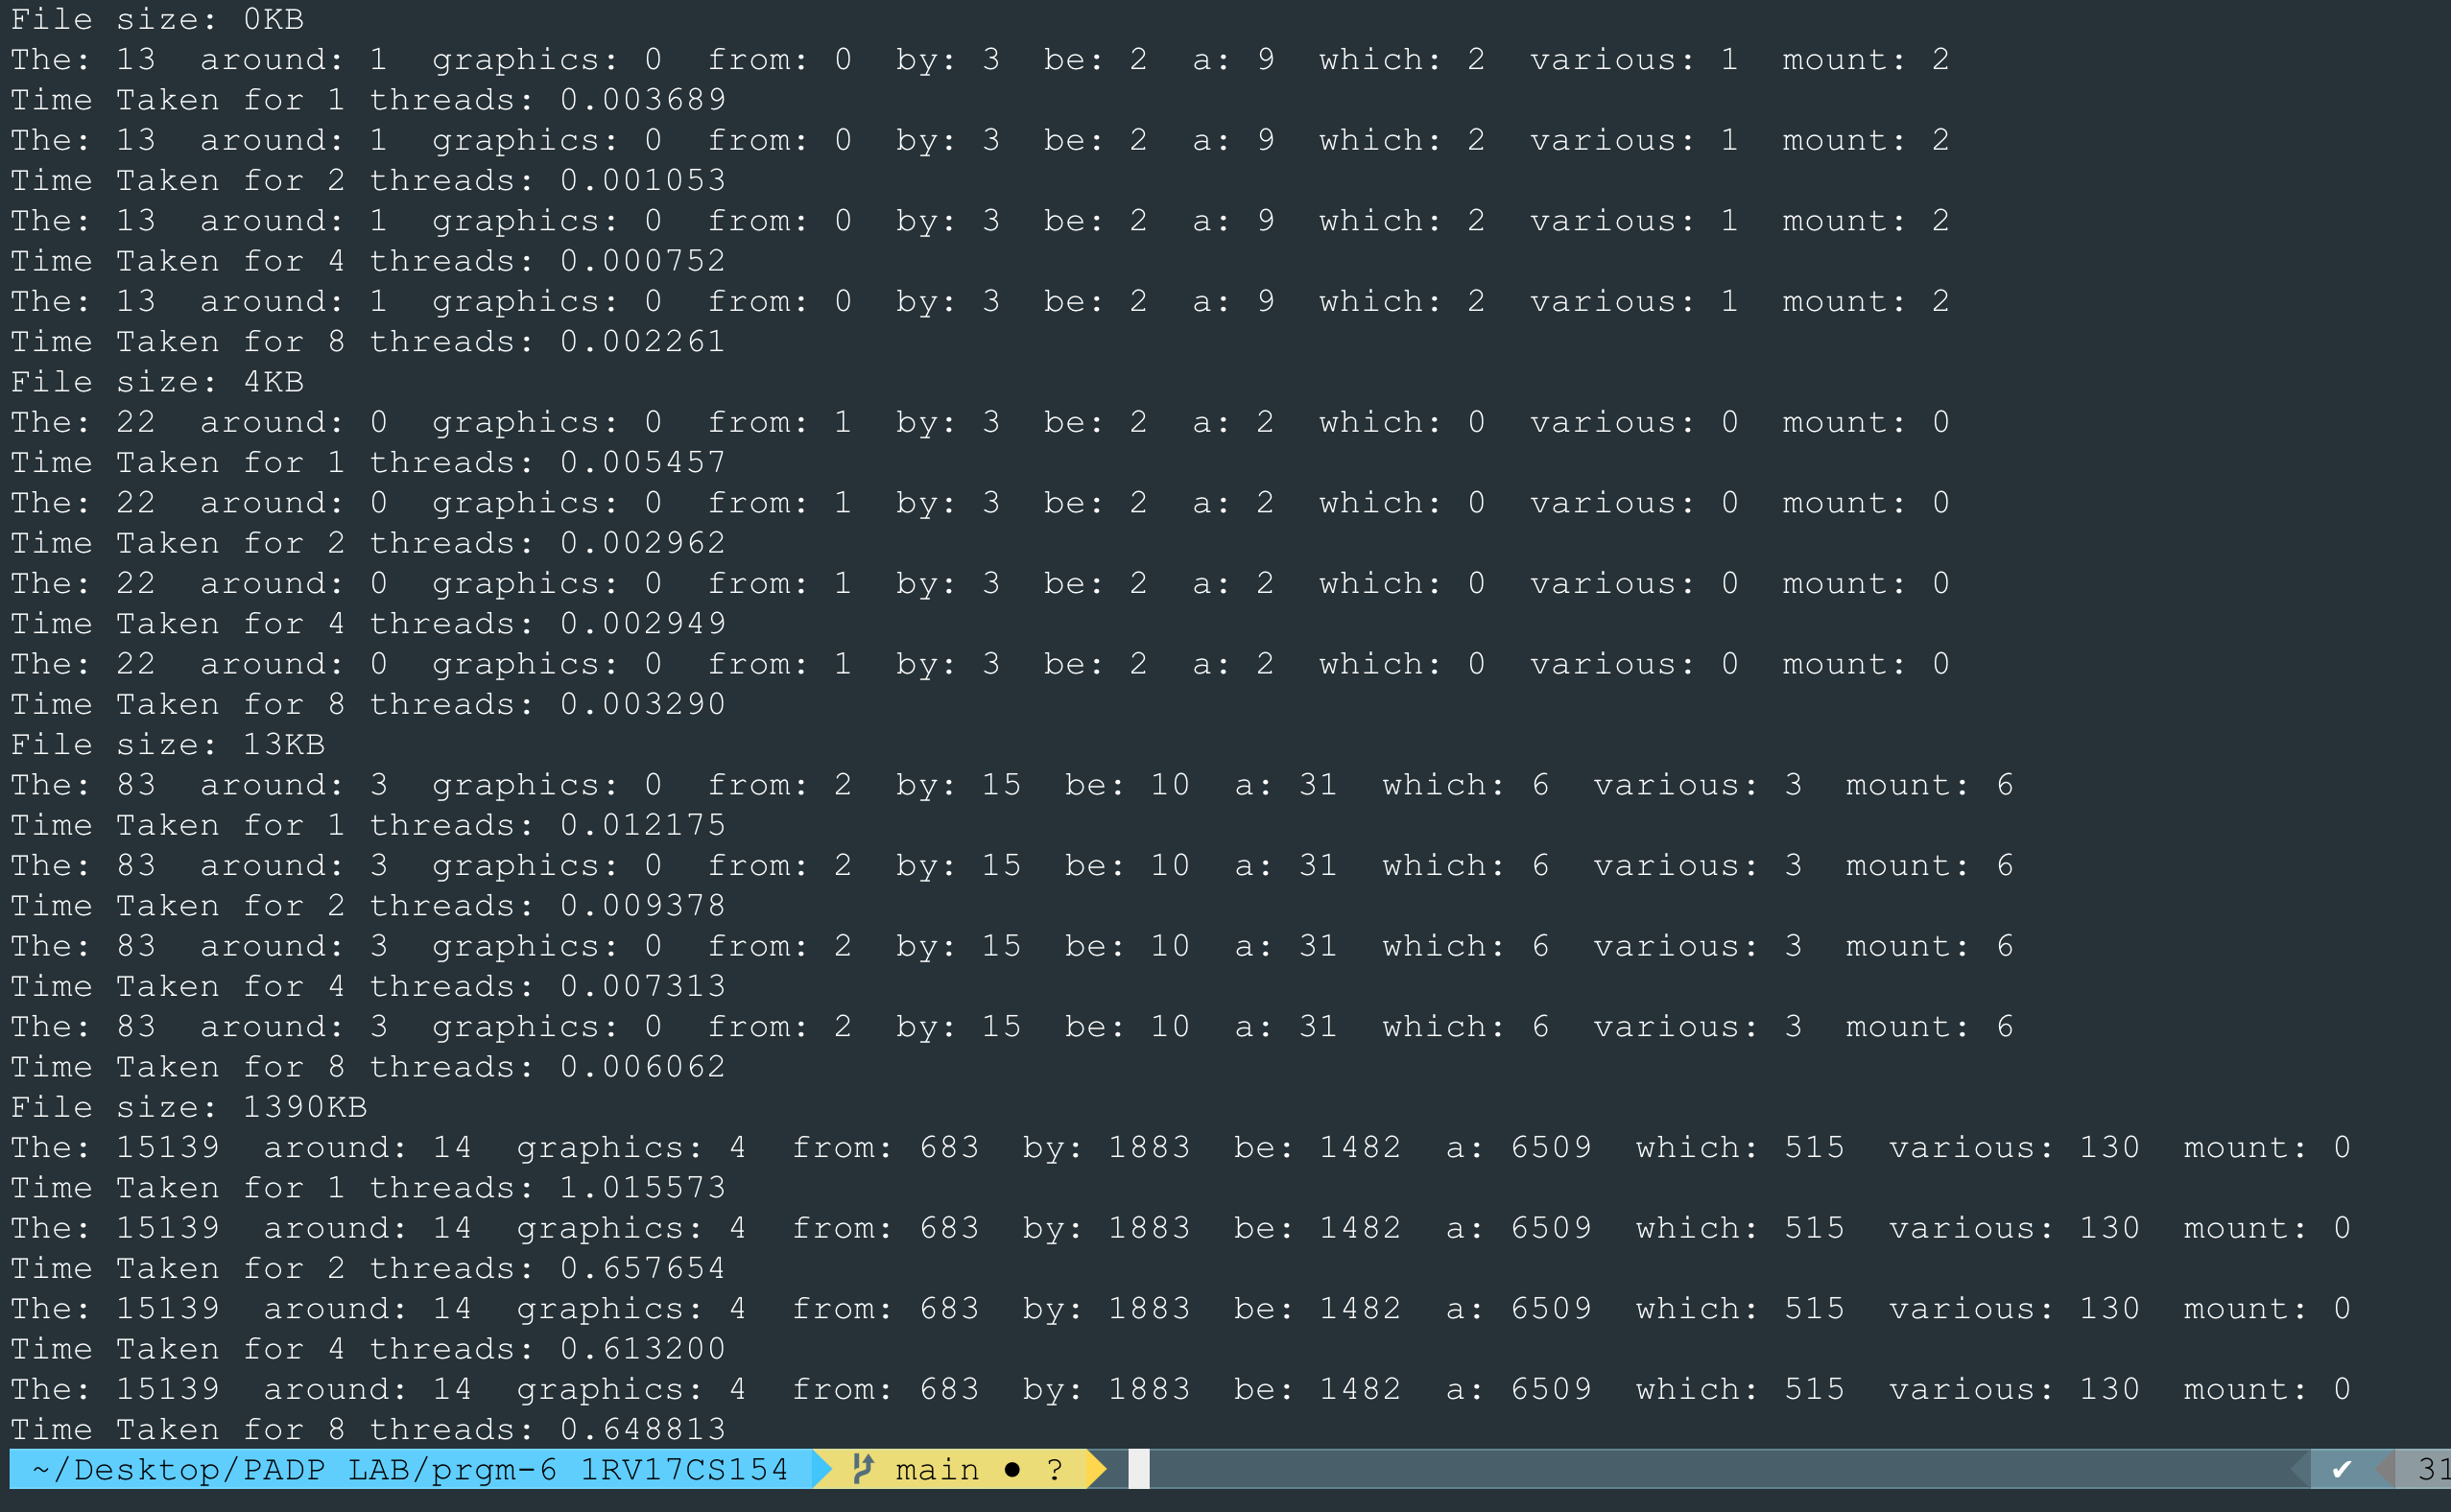 File size: 0KB
The: 13  around: 1  graphics: 0  from: 0  by: 3  be: 2  a: 9  which: 2  various: 1  mount: 2
Time Taken for 1 threads: 0.003689
The: 13  around: 1  graphics: 0  from: 0  by: 3  be: 2  a: 9  which: 2  various: 1  mount: 2
Time Taken for 2 threads: 0.001053
The: 13  around: 1  graphics: 0  from: 0  by: 3  be: 2  a: 9  which: 2  various: 1  mount: 2
Time Taken for 4 threads: 0.000752
The: 13  around: 1  graphics: 0  from: 0  by: 3  be: 2  a: 9  which: 2  various: 1  mount: 2
Time Taken for 8 threads: 0.002261
File size: 4KB
The: 22  around: 0  graphics: 0  from: 1  by: 3  be: 2  a: 2  which: 0  various: 0  mount: 0
Time Taken for 1 threads: 0.005457
The: 22  around: 0  graphics: 0  from: 1  by: 3  be: 2  a: 2  which: 0  various: 0  mount: 0
Time Taken for 2 threads: 0.002962
The: 22  around: 0  graphics: 0  from: 1  by: 3  be: 2  a: 2  which: 0  various: 0  mount: 0
Time Taken for 4 threads: 0.002949
The: 22  around: 0  graphics: 0  from: 1  by: 3  be: 2  a: 2  which: 0  various: 0  mount: 0
Time Taken for 8 threads: 0.003290
File size: 13KB
The: 83  around: 3  graphics: 0  from: 2  by: 15  be: 10  a: 31  which: 6  various: 3  mount: 6
Time Taken for 1 threads: 0.012175
The: 83  around: 3  graphics: 0  from: 2  by: 15  be: 10  a: 31  which: 6  various: 3  mount: 6
Time Taken for 2 threads: 0.009378
The: 83  around: 3  graphics: 0  from: 2  by: 15  be: 10  a: 31  which: 6  various: 3  mount: 6
Time Taken for 4 threads: 0.007313
The: 83  around: 3  graphics: 0  from: 2  by: 15  be: 10  a: 31  which: 6  various: 3  mount: 6
Time Taken for 8 threads: 0.006062
File size: 1390KB
The: 15139  around: 14  graphics: 4  from: 683  by: 1883  be: 1482  a: 6509  which: 515  various: 130  mount: 0
Time Taken for 1 threads: 1.015573
The: 15139  around: 14  graphics: 4  from: 683  by: 1883  be: 1482  a: 6509  which: 515  various: 130  mount: 0
Time Taken for 2 threads: 0.657654
The: 15139  around: 14  graphics: 4  from: 683  by: 1883  be: 1482  a: 6509  which: 515  various: 130  mount: 0
Time Taken for 4 threads: 0.613200
The: 15139  around: 14  graphics: 4  from: 683  by: 1883  be: 1482  a: 6509  which: 515  various: 130  mount: 0
Time Taken for 8 threads: 0.648813
~/Desktop/PADP LAB/prgm-6 1RV17CS154  main ● ?  ✔  31